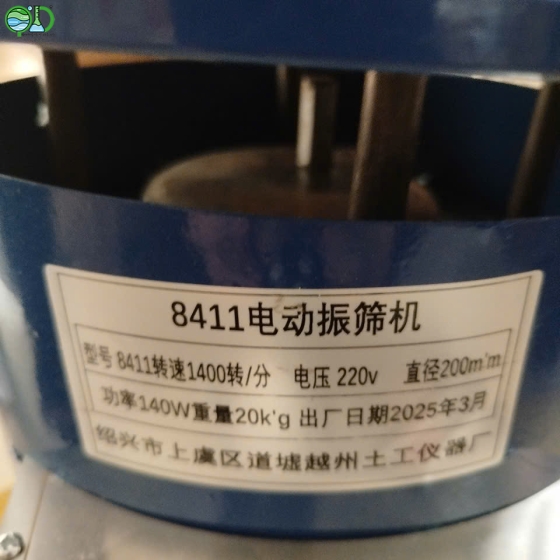 8411电动振筛机
型号 8411转速1400转/分 电压 220v 直径200m'm
功率140W重量20k'g 出厂日期2025年3月
绍兴市上虞区道墟越州土工仪器厂